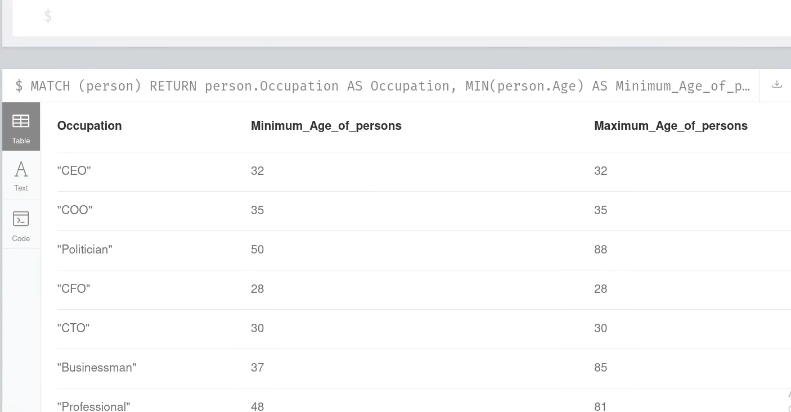 $
$ MATCH (person) RETURN person.Occupation AS Occupation, MIN(person.Age) AS Minimum_Age_of_p…
Table
Text
Code
Occupation Minimum_Age_of_persons Maximum_Age_of_persons
"CEO" 32 32
"COO" 35 35
"Politician" 50 88
"CFO" 28 28
"CTO" 30 30
"Businessman" 37 85
"Professional" 48 81